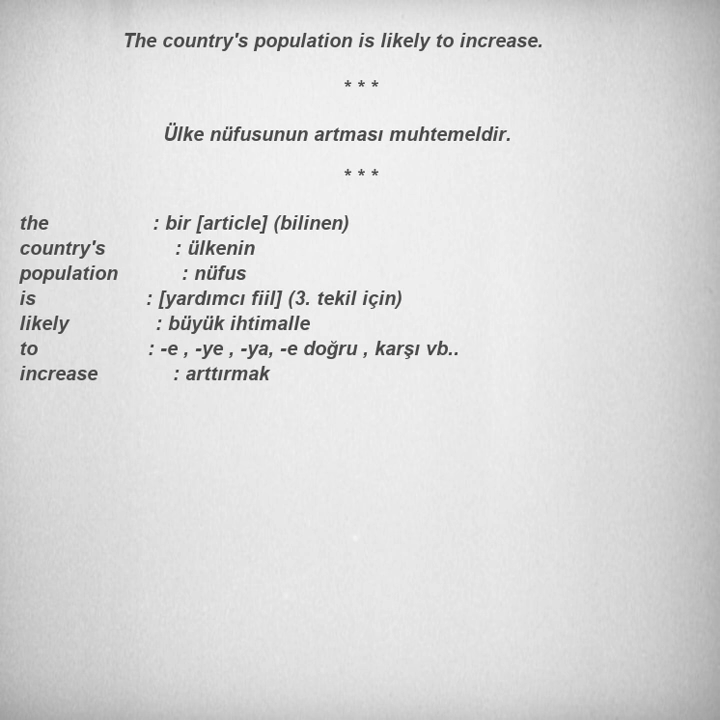 The country's population is likely to increase.
* * *
Ülke nüfusunun artması muhtemeldir.
* * *
the : bir [article] (bilinen)
country's : ülkenin
population : nüfus
is : [yardımcı fiil] (3. tekil için)
likely : büyük ihtimalle
to : -e , -ye , -ya, -e doğru , karşı vb..
increase : arttırmak